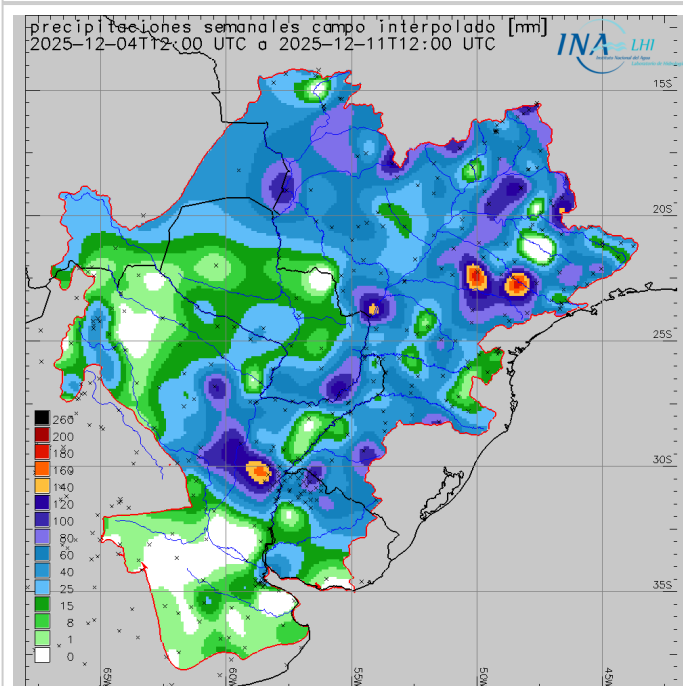 precipitaciones semanales campo interpolado [mm]
2025-12-04T12:00 UTC a 2025-12-11T12:00 UTC
INA LHI
Instituto Nacional del Agua
Laboratorio de
15S
20S
25S
30S
35S
260
200
180
160
140
120
100
80
60
40
25
15
8
1
0
65W
60W
55W
50W
45W